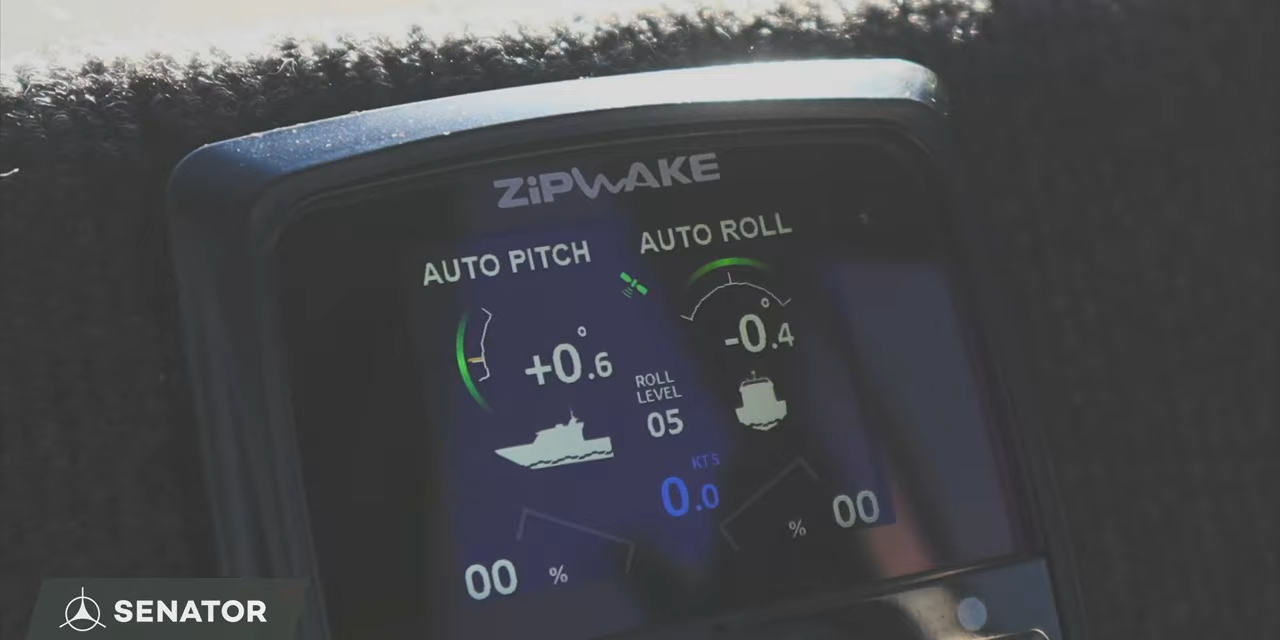 ZIPWAKE
AUTO PITCH
AUTO ROLL
+0°.6
-0°.4
ROLL
LEVEL
05
KTS
0.0
00 %
% 00
SENATOR